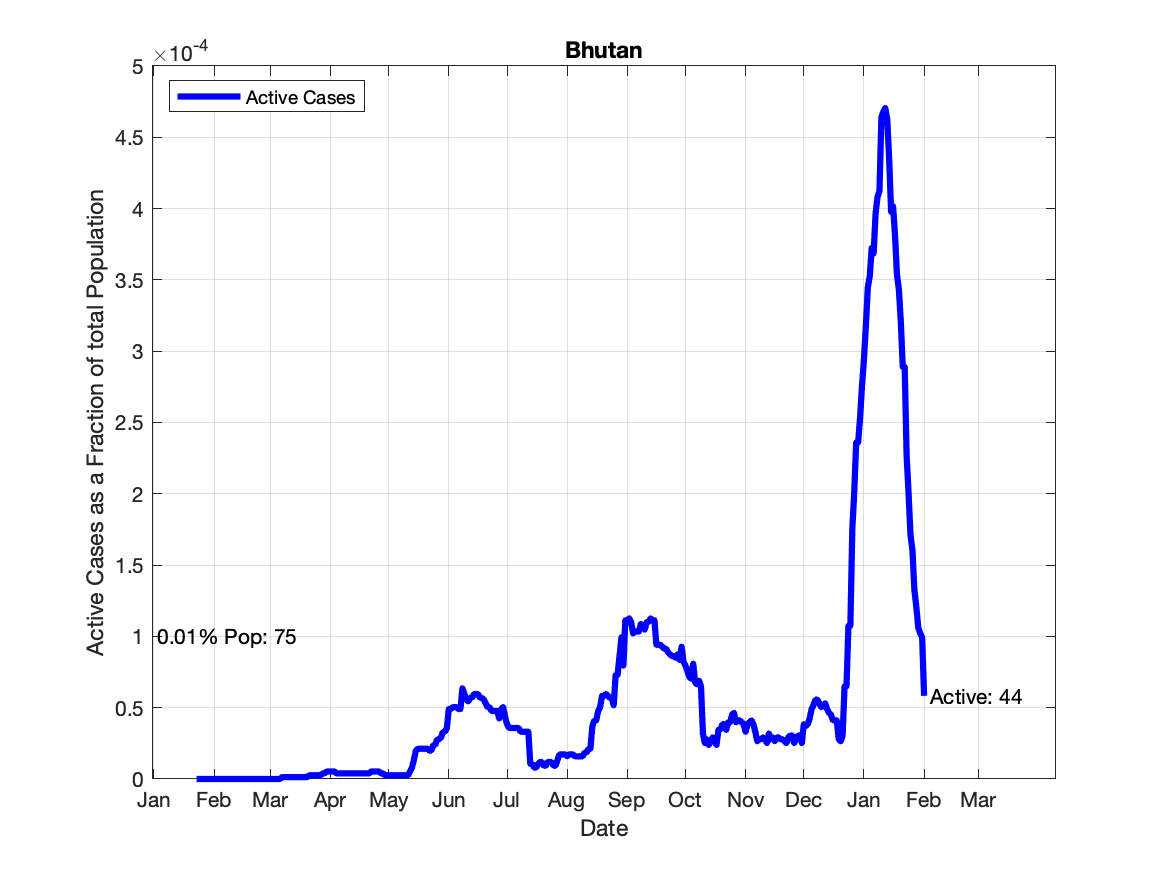 Bhutan
×10-4
Active Cases
5
4.5
4
3.5
3
2.5
2
1.5
1
0.5
0
Active Cases as a Fraction of total Population
0.01% Pop: 75
Active: 44
Jan Feb Mar Apr May Jun Jul Aug Sep Oct Nov Dec Jan Feb Mar
Date